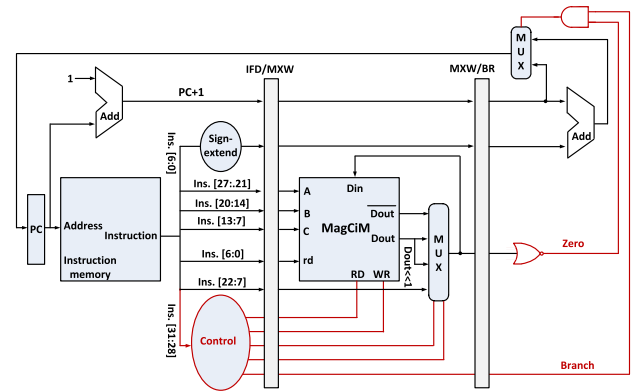 M
U
X
IFD/MXW
MXW/BR
1
Add
PC+1
Add
Ins. [6:0]
Sign-
extend
Ins. [27:.21]
A
Din
MagCiM
Dout
Ins. [20:14]
B
Ins. [13:7]
C
PC
Address
Instruction
Dout
M
U
X
Zero
Instruction
memory
Ins. [6:0]
rd
Dout<<1
RD WR
Ins. [22:7]
Ins. [31:28]
Control
Branch